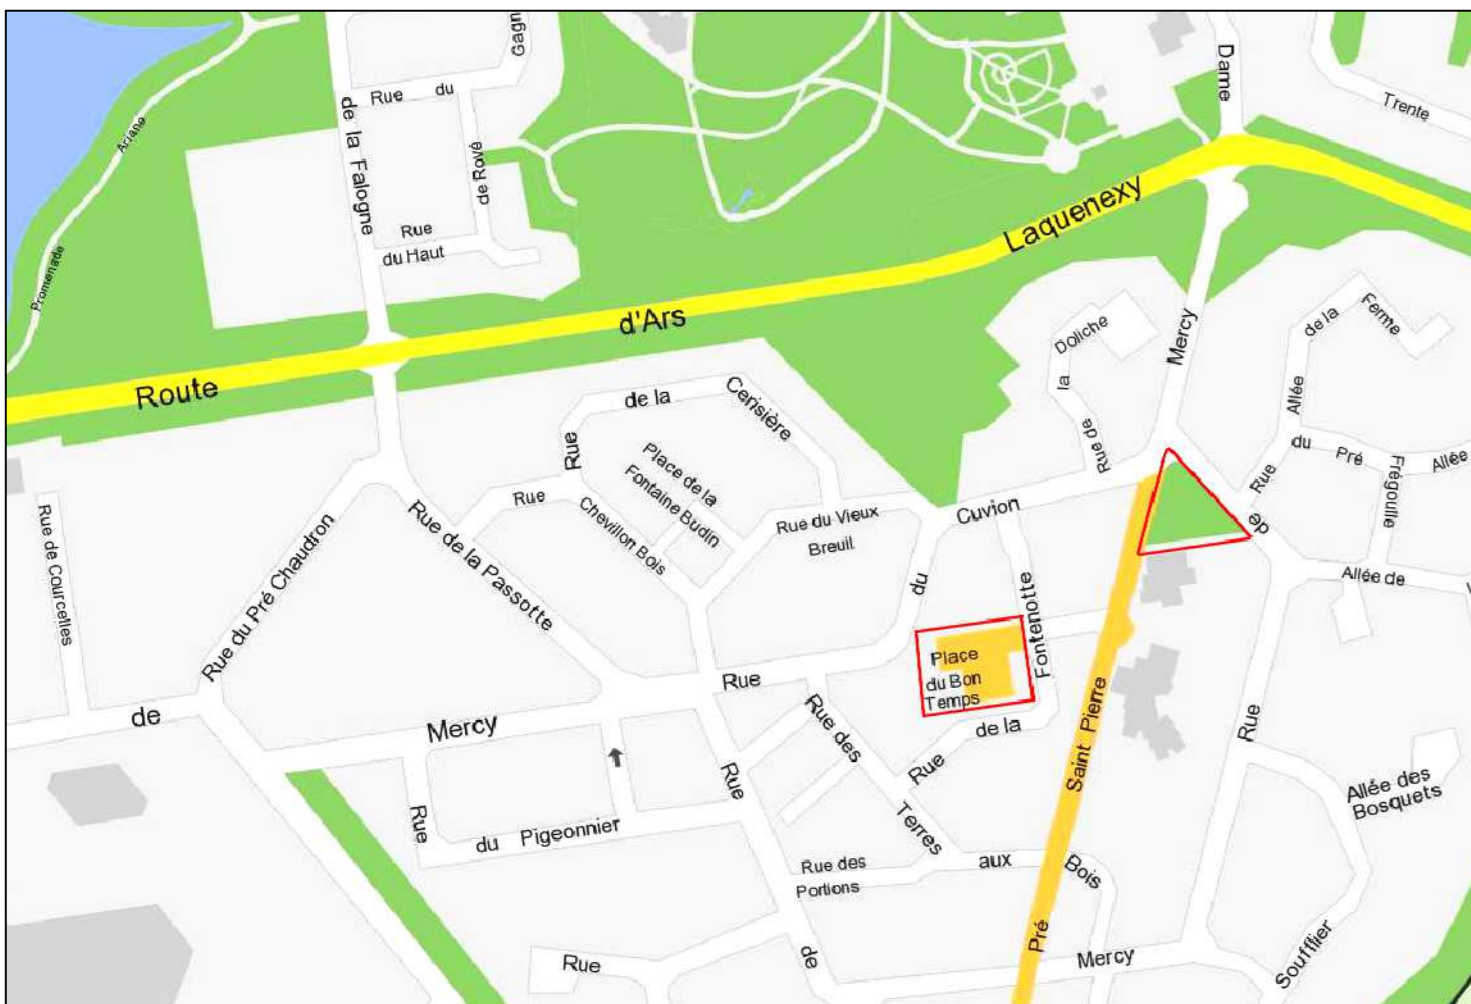 Gagn
Dame
Rue du
Trente
de la Falogne
Ariane
de Rové
Laquenexy
Rue
du Haut
Promenade
d'Ars
Mercy
Doliche
de la
Ferme
Route
de la
Cerisière
la
Rue de
Allée
Rue
Place de la
Fontaine Budin
du Pré
Allée
Frégoulle
Rue
Rue
Chevillon Bois
Rue du Vieux
Breuil
Cuvion
de
Rue de Courcelles
Rue du Pré Chaudron
Rue de la Passotte
du
Fontenotte
Allée de
Place
du Bon
Temps
Rue
de
Mercy
Rue des
de la
Rue
Saint Pierre
Rue
Rue
Allée des
Bosquets
Rue
du Pigeonnier
Terres
aux
Bois
Rue des
Portions
Pré
de
Mercy
Soufflier
Rue